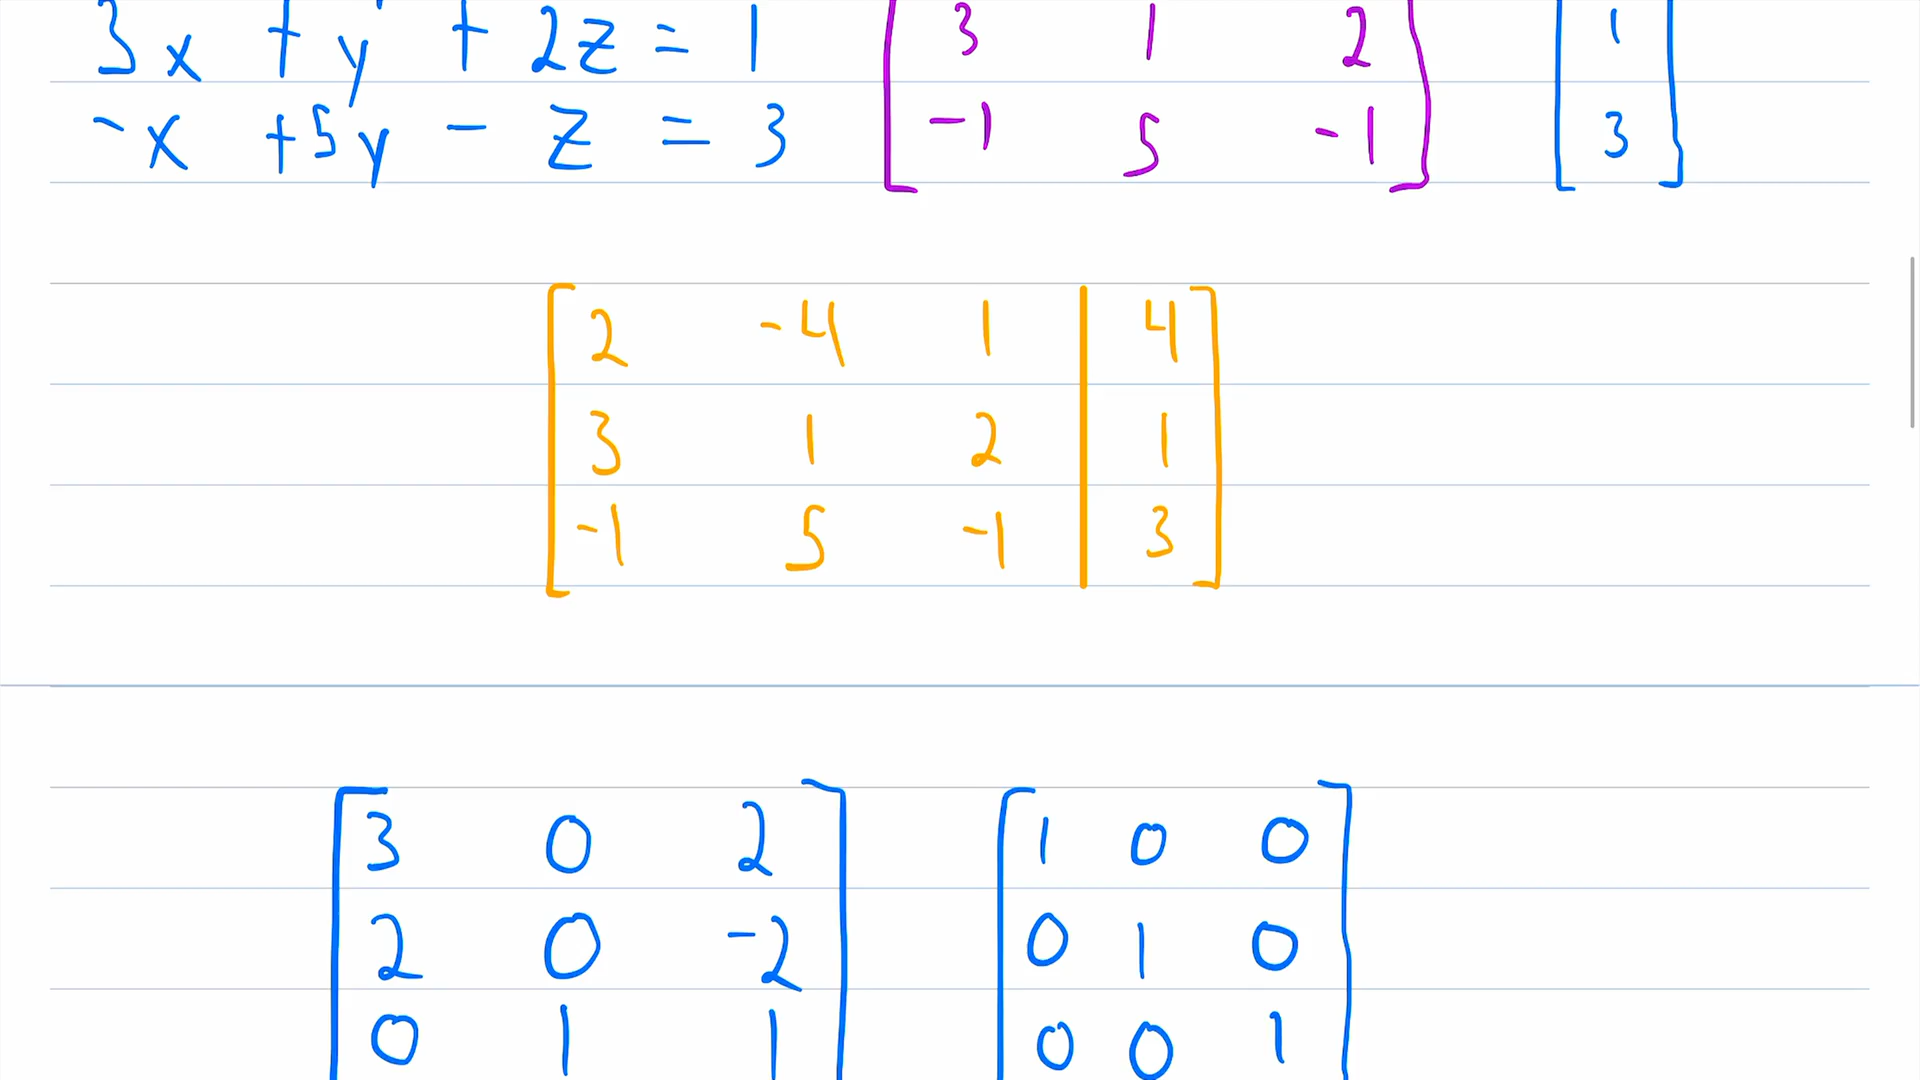 3x + y + 2z = 1 [ 3 1 2 ] [ 1 ]
-x + 5y - z = 3 [ -1 5 -1 ] [ 3 ]
[ 2 -4 1 | 4 ]
[ 3 1 2 | 1 ]
[ -1 5 -1 | 3 ]
[ 3 0 2 ] [ 1 0 0 ]
[ 2 0 -2 ] [ 0 1 0 ]
[ 0 1 1 ] [ 0 0 1 ]